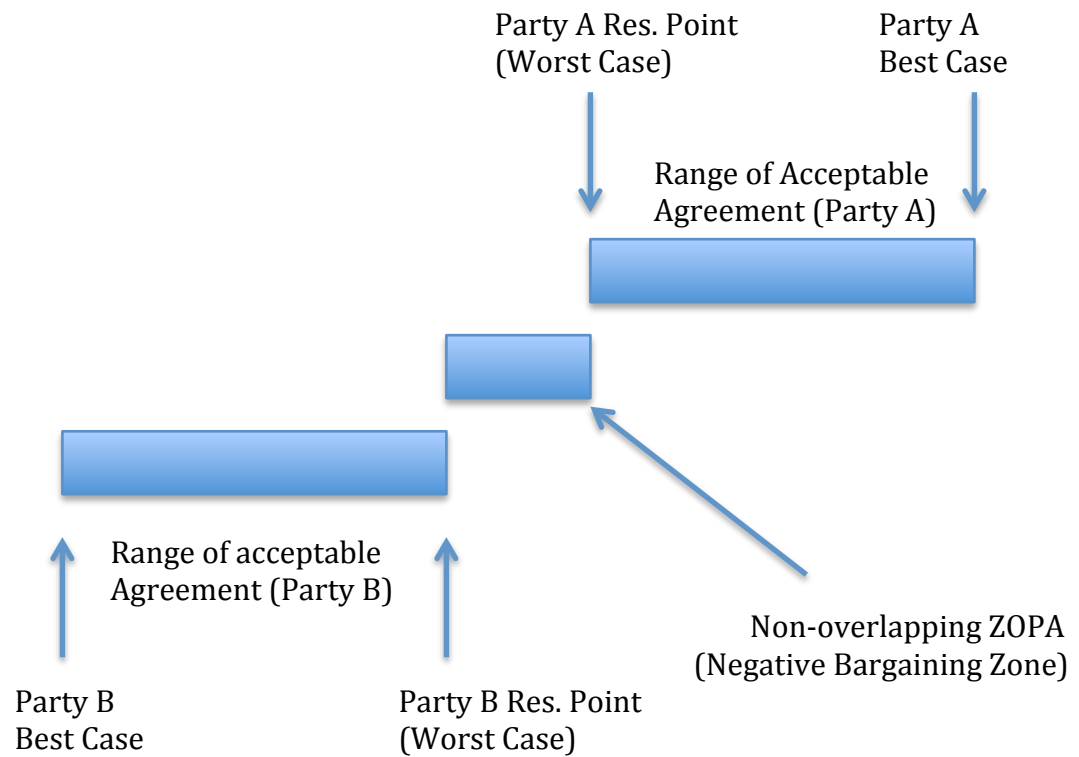 Party A Res. Point
(Worst Case)
Party A
Best Case
Range of Acceptable
Agreement (Party A)
Range of acceptable
Agreement (Party B)
Non-overlapping ZOPA
(Negative Bargaining Zone)
Party B
Best Case
Party B Res. Point
(Worst Case)